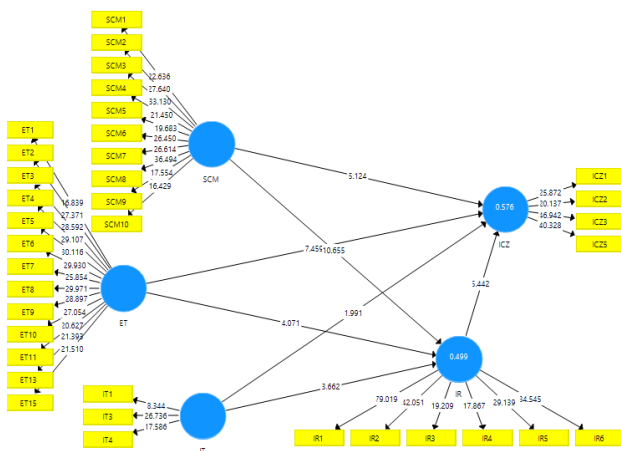 SCM1
SCM2
SCM3
SCM4
SCM5
SCM6
SCM7
SCM8
SCM9
SCM10
22.636
27.640
33.130
21.450
19.683
26.450
26.614
36.494
17.554
16.429
SCM
ET1
ET2
ET3
ET4
ET5
ET6
ET7
ET8
ET9
ET10
ET11
ET13
ET15
16.839
27.371
28.592
29.107
30.116
29.930
25.854
29.971
28.897
27.054
20.627
21.393
21.510
ET
IT1
IT3
IT4
8.344
26.736
17.586
5.124
7.459
10.655
1.991
4.071
3.662
5.442
0.576
ICZ
25.872
20.137
46.942
40.328
ICZ1
ICZ2
ICZ3
ICZ5
0.499
IR
79.019
42.051
19.209
17.867
29.139
34.545
IR1
IR2
IR3
IR4
IR5
IR6